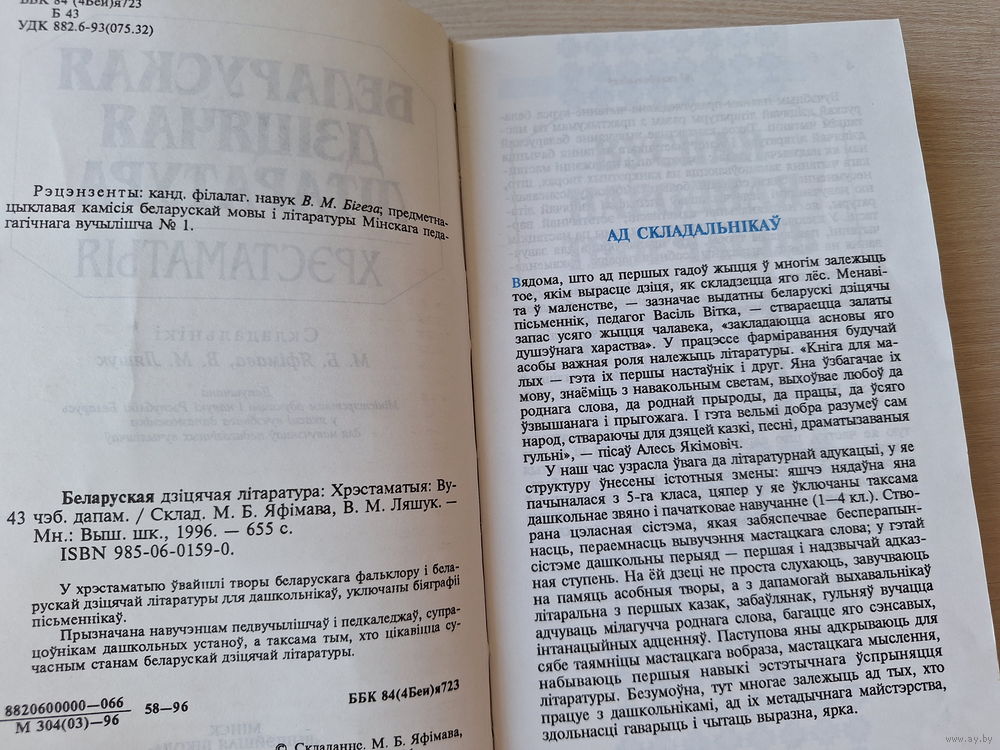 ББК 84 (4Беи)я723
Б 43
УДК 882.6-93(075.32)
Рэцэнзенты: канд. філалаг. навук В. М. Бігеза; предметна-
цыклавая камісія беларускай мовы і літаратуры Мінскага педа-
гагічнага вучылішча № 1.
Беларуская дзіцячая літаратура: Хрэстаматыя: Ву-
43 чэб. дапам. / Склад. М. Б. Яфімава, В. М. Ляшук. —
Мн.: Выш. шк., 1996. — 655 с.
ISBN 985-06-0159-0.
У хрэстаматыю ўвайшлі творы беларускага фальклору і бела-
рускай дзіцячай літаратуры для дашкольнікаў, уключаны біяграфіі
пісьменнікаў.
Прызначана навучэнцам педвучылішчаў і педкаледжаў, супра-
цоўнікам дашкольных устаноў, а таксама тым, хто цікавіцца су-
часным станам беларускай дзіцячай літаратуры.
8820600000—066
М 304(03)—96
58—96
ББК 84(4Беи)я723
© Складанне. М. Б. Яфімава,
АД СКЛАДАЛЬНІКАЎ
Вядома, што ад першых гадоў жыцця ў многім залежыць
тое, якім вырасце дзіця, як складзецца яго лёс. Менаві-
та ў маленстве, — зазначае выдатны беларускі дзіцячы
пісьменнік, педагог Васіль Вітка, — ствараецца залаты
запас усяго жыцця чалавека, «закладаюцца асновы яго
душэўнага хараства». У працэссе фарміравання будучай
асобы важная роля належыць літаратуры. «Кніга для ма-
лых — гэта іх першы настаўнік і друг. Яна ўзбагачае іх
мову, знаёміць з навакольным светам, выхоўвае любоў да
роднага слова, да роднай прыроды, да працы, да ўсяго
ўзвышанага і прыгожага. І гэта вельмі добра разумеў сам
народ, ствараючы для дзяцей казкі, песні, драматызаваныя
гульні», — пісаў Алесь Якімовіч.
У наш час узрасла ўвага да літаратурнай адукацыі, у яе
структуру ўнесены істотныя змены: яшчэ нядаўна яна
пачыналася з 5-га класа, цяпер у яе ўключаны таксама
дашкольнае звяно і пачатковае навучанне (1—4 кл.). Ство-
рана цэласная сістэма, якая забяспечвае бесперапын-
насць, пераемнасць вывучэння мастацкага слова; у гэтай
сістэме дашкольны перыяд — першая і надзвычай адказ-
ная ступень. На ёй дзеці не проста слухаюць, завучваюць
на памяць асобныя творы, а з дапамогай выхавальнікаў
літаральна з першых казак, забаўлянак, гульняў вучацца
адчуваць мілагучча роднага слова, багацце яго сэнсавых,
інтанацыйных адценняў. Паступова яны адкрываюць для
сябе таямніцы мастацкага вобраза, мастацкага мыслення,
набываюць першыя навыкі эстэтычнага ўспрыняцця
літаратуры. Безумоўна, тут многае залежыць ад тых, хто
працуе з дашкольнікамі, ад іх метадычнага майстэрства,
здольнасці гаварыць і чытаць выразна, ярка.
www.ay.by